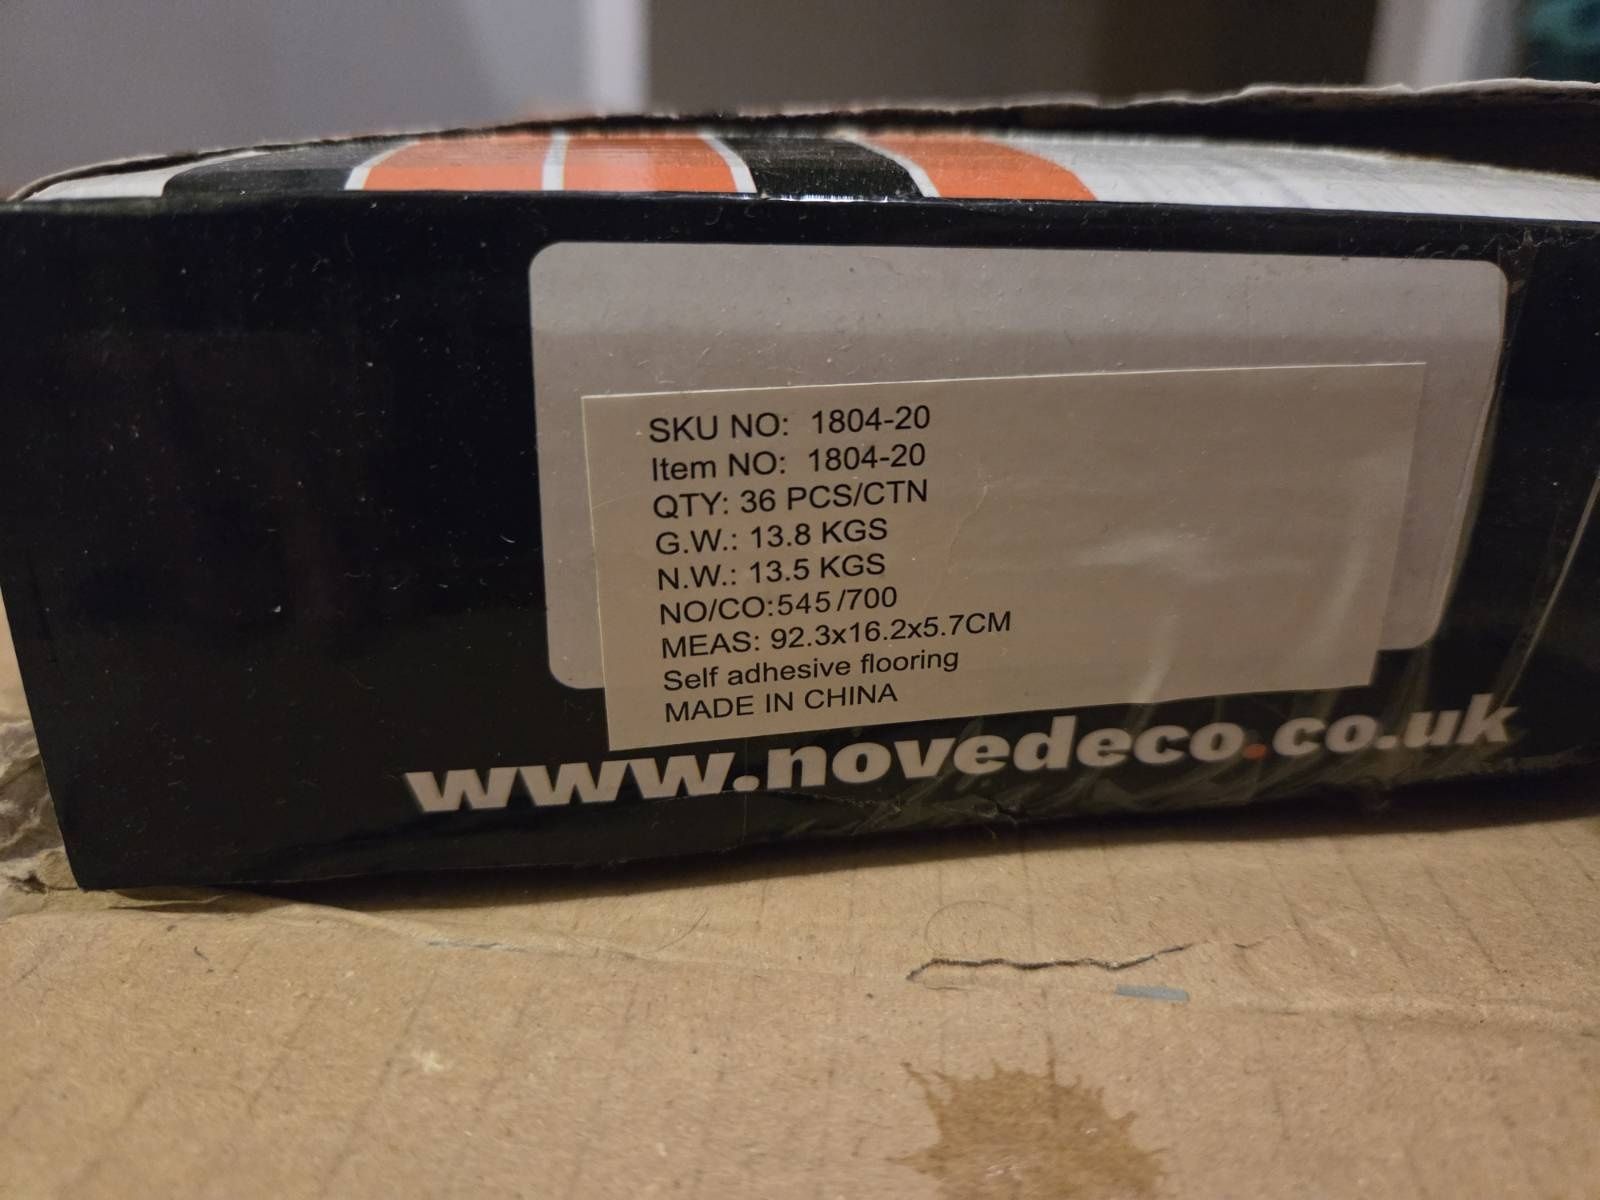 SKU NO: 1804-20
Item NO: 1804-20
QTY: 36 PCS/CTN
G.W.: 13.8 KGS
N.W.: 13.5 KGS
NO/CO:545/700
MEAS: 92.3x16.2x5.7CM
Self adhesive flooring
MADE IN CHINA
www.novedeco.co.uk